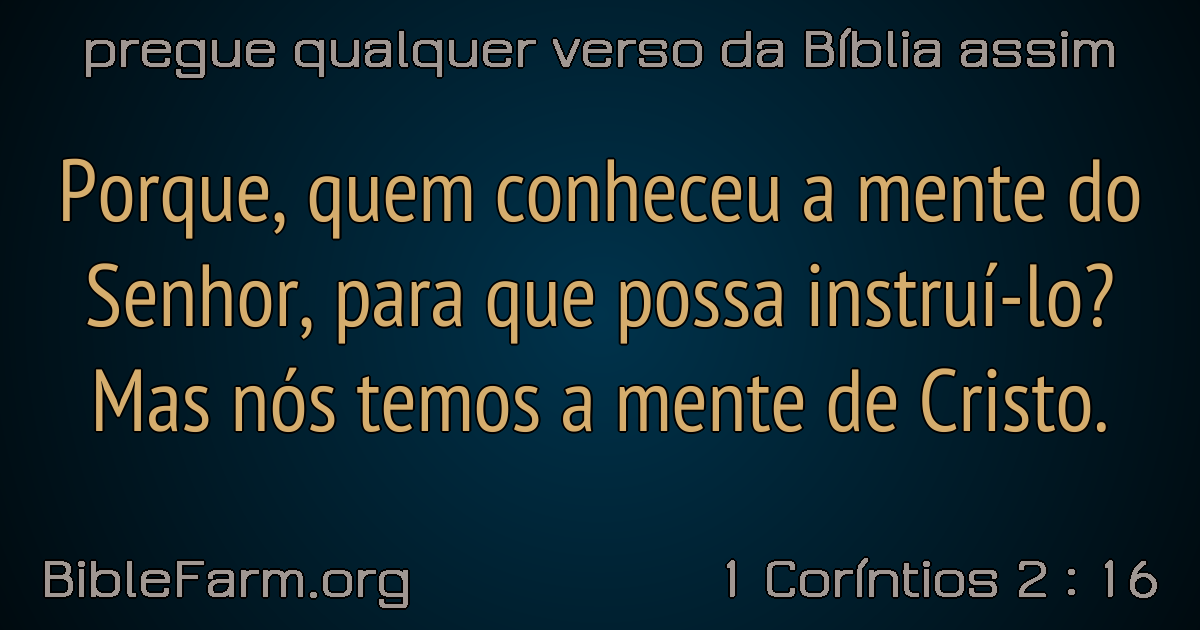 pregue qualquer verso da Bíblia assim
Porque, quem conheceu a mente do
Senhor, para que possa instruí-lo?
Mas nós temos a mente de Cristo.
BibleFarm.org
1 Coríntios 2 : 16